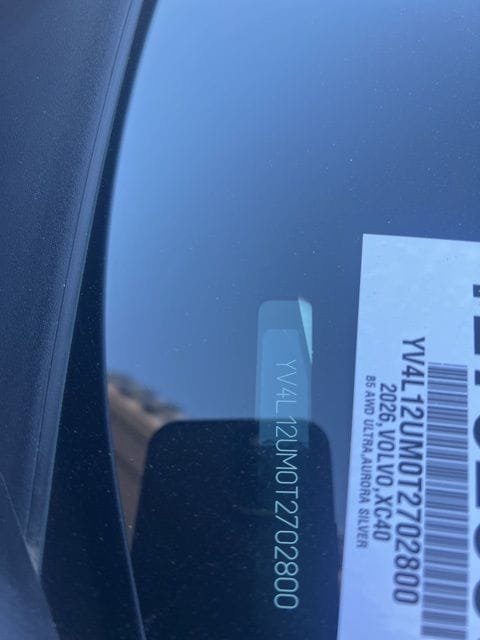 YV4L12UM0T2702800
YV4L12UM0T2702800
2026,VOLVO,XC40
B5 AWD ULTRA,AURORA SILVER